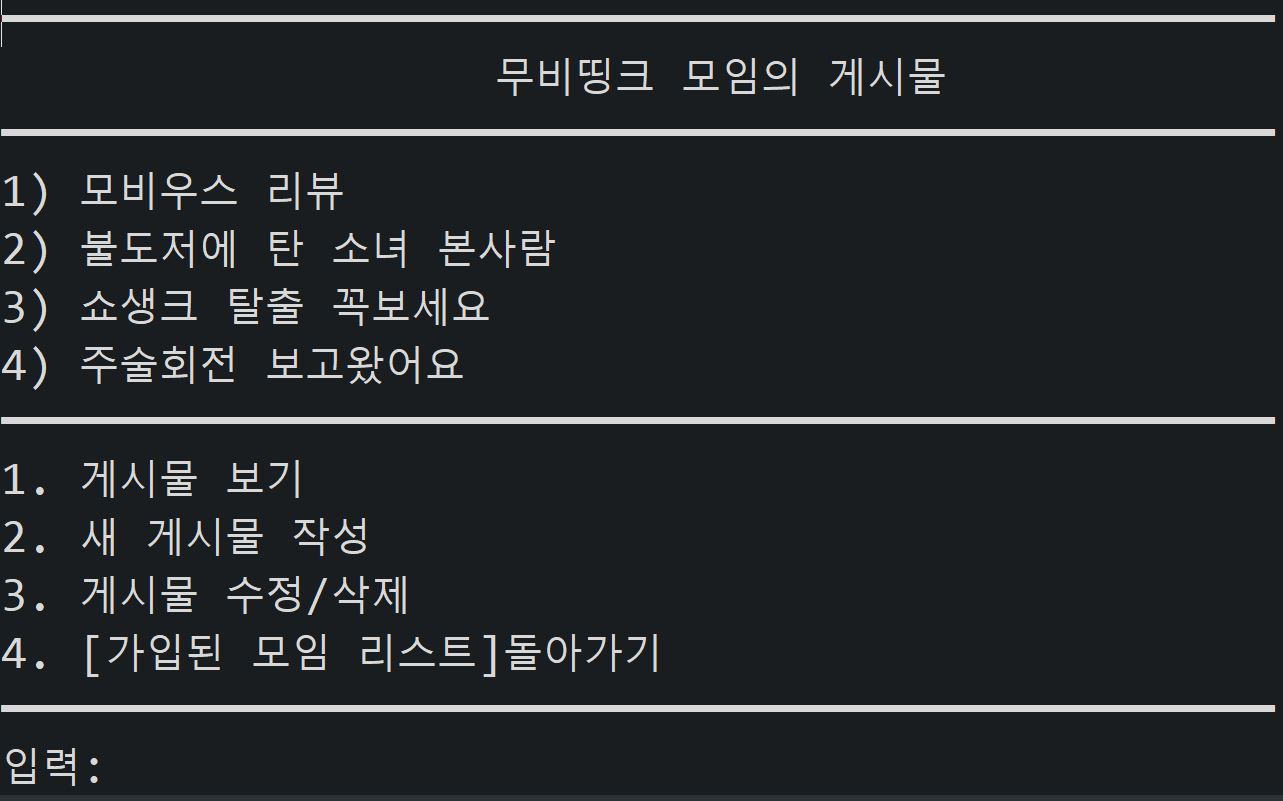 무비띵크 모임의 게시물
1) 모비우스 리뷰
2) 불도저에 탄 소녀 본사람
3) 쇼생크 탈출 꼭보세요
4) 주술회전 보고왔어요
1. 게시물 보기
2. 새 게시물 작성
3. 게시물 수정/삭제
4. [가입된 모임 리스트]돌아가기
입력: